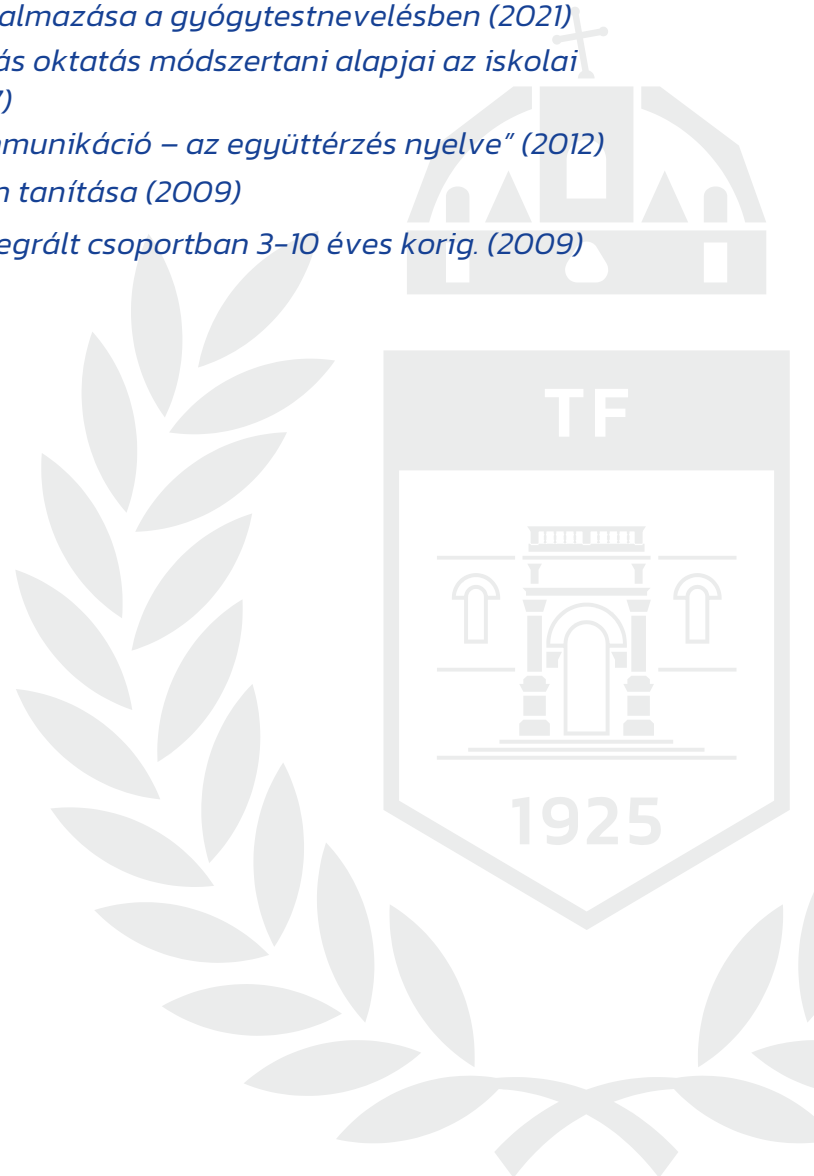 almazása a gyógytestnevelésben (2021)
ás oktatás módszertani alapjai az iskolai
)
munikáció – az együttérzés nyelve” (2012)
n tanítása (2009)
egrált csoportban 3-10 éves korig. (2009)
TF
1925